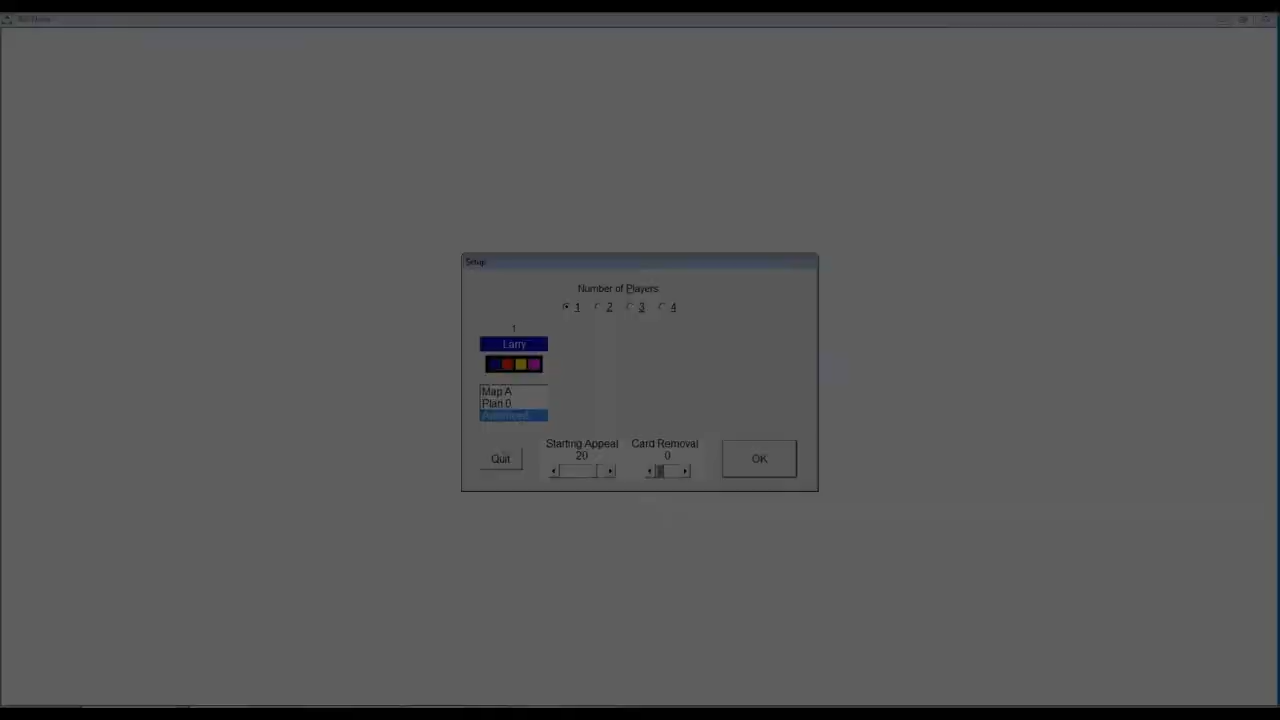 Setup
Number of Players
1 2 3 4
1
Larry
Map A
Plan 0
Starting Appeal
20
Card Removal
0
Quit
OK